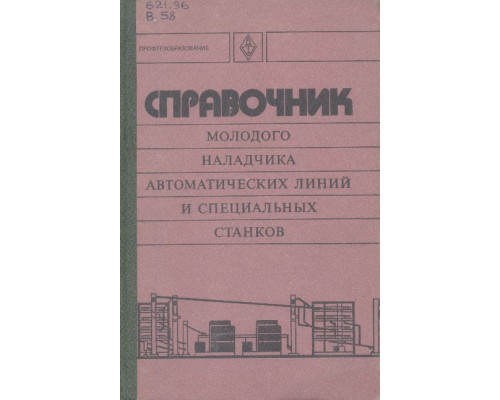 621.96
В.58
ПРОФТЕХОБРАЗОВАНИЕ
СПРАВОЧНИК
МОЛОДОГО
НАЛАДЧИКА
АВТОМАТИЧЕСКИХ ЛИНИЙ
И СПЕЦИАЛЬНЫХ
СТАНКОВ